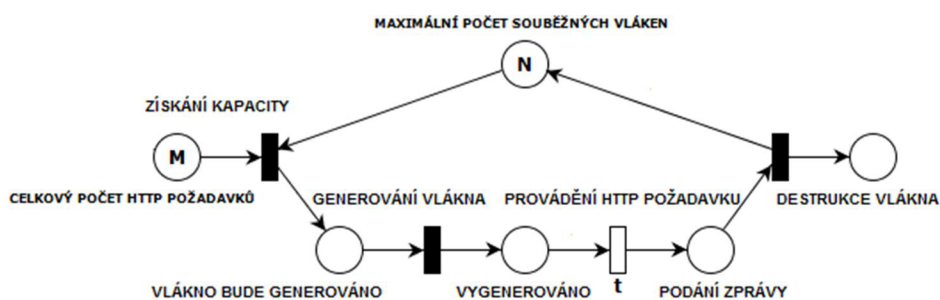 MAXIMÁLNÍ POČET SOUBĚŽNÝCH VLÁKEN
N
ZÍSKÁNÍ KAPACITY
M
CELKOVÝ POČET HTTP POŽADAVKŮ
GENEROVÁNÍ VLÁKNA
PROVÁDĚNÍ HTTP POŽADAVKU
DESTRUKCE VLÁKNA
VLÁKNO BUDE GENEROVÁNO
VYGENEROVÁNO
t
PODÁNÍ ZPRÁVY